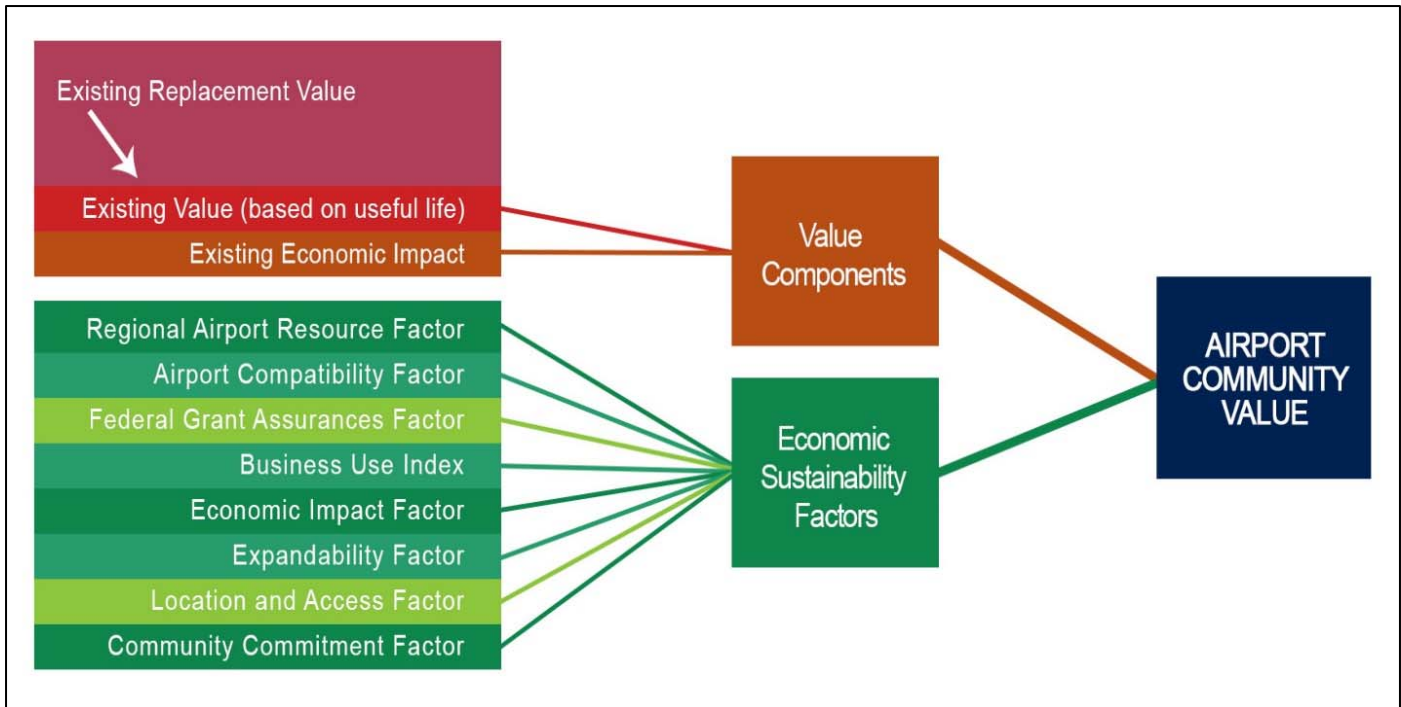 Existing Replacement Value
Existing Value (based on useful life)
Existing Economic Impact
Regional Airport Resource Factor
Airport Compatibility Factor
Federal Grant Assurances Factor
Business Use Index
Economic Impact Factor
Expandability Factor
Location and Access Factor
Community Commitment Factor
Value
Components
Economic
Sustainability
Factors
AIRPORT
COMMUNITY
VALUE